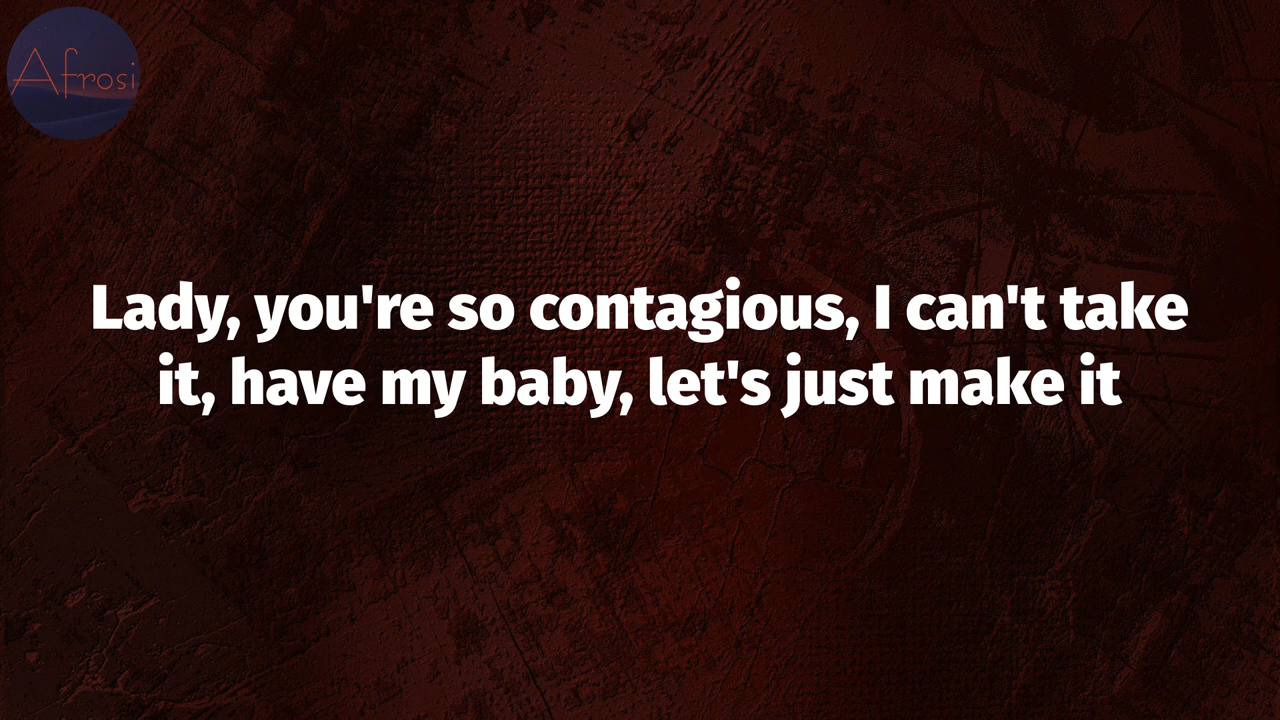 Afrosi
Lady, you're so contagious, I can't take
it, have my baby, let's just make it